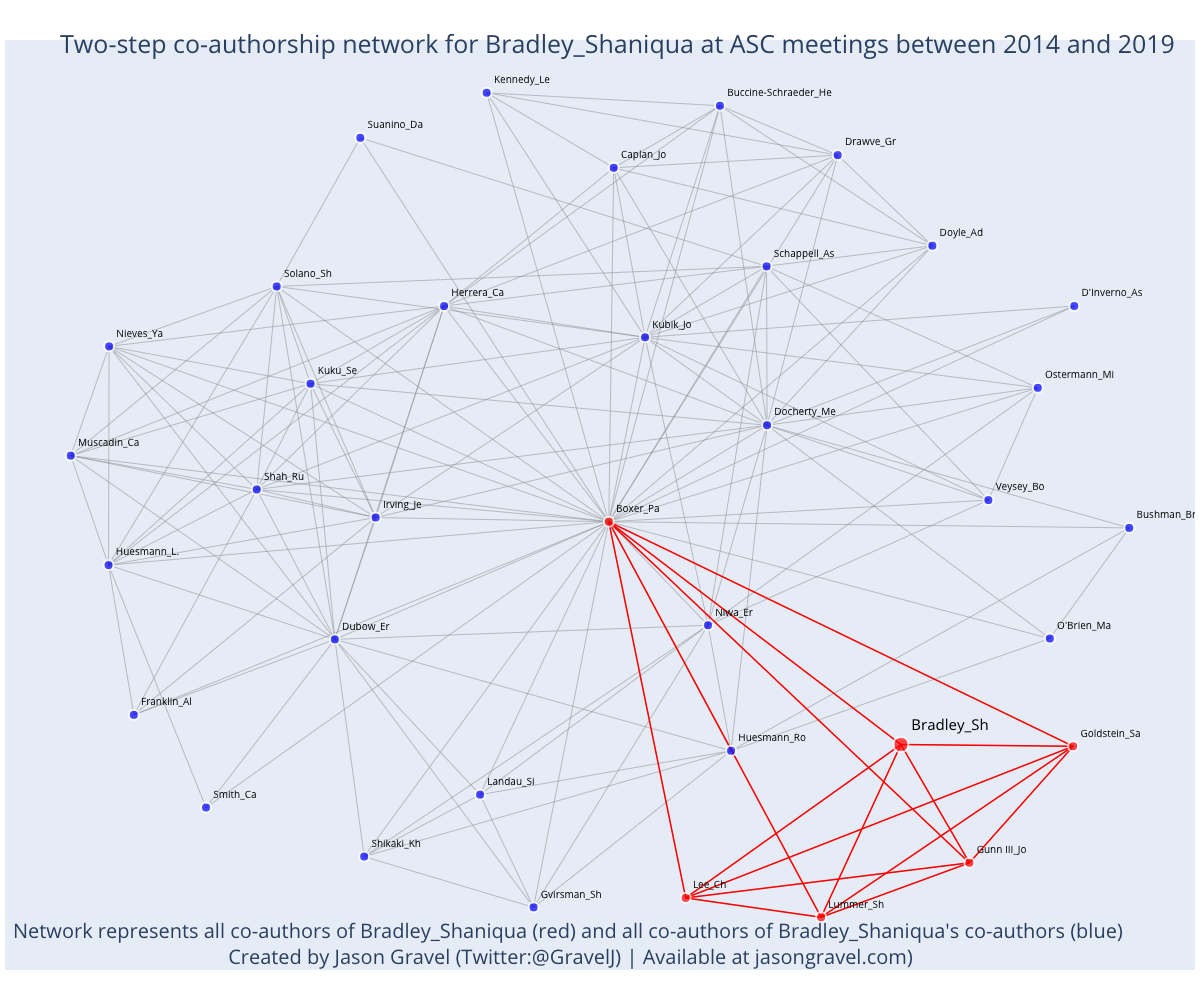 Two-step co-authorship network for Bradley_Shaniqua at ASC meetings between 2014 and 2019
Kennedy_Le
Buccine-Schraeder_He
Suanino_Da
Drawve_Gr
Caplan_Jo
Doyle_Ad
Schappell_As
Solano_Sh
Herrera_Ca
D'Inverno_As
Kubik_Jo
Nieves_Ya
Kuku_Se
Ostermann_Mi
Docherty_Me
Muscadin_Ca
Shah_Ru
Veysey_Bo
Irving_Je
Boxer_Pa
Bushman_Br
Huesmann_L.
Niwa_Er
Dubow_Er
O'Brien_Ma
Franklin_Al
Bradley_Sh
Goldstein_Sa
Huesmann_Ro
Landau_Si
Smith_Ca
Shikaki_Kh
Gunn III_Jo
Lee_Ch
Gvirsman_Sh
Lummer_Sh
Network represents all co-authors of Bradley_Shaniqua (red) and all co-authors of Bradley_Shaniqua's co-authors (blue)
Created by Jason Gravel (Twitter:@GravelJ) | Available at jasongravel.com)